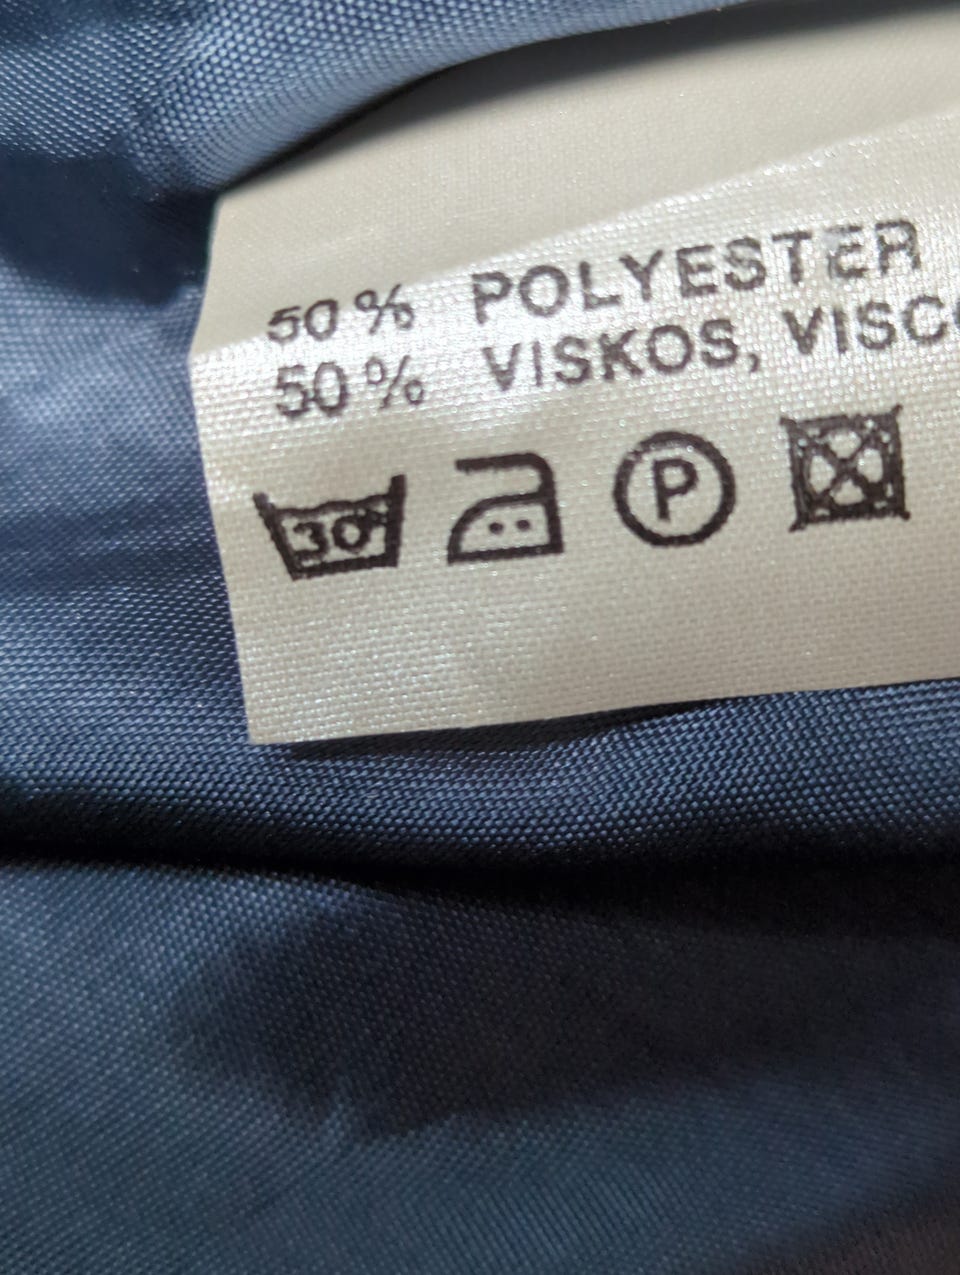 50% POLYESTER
50% VISKOS, VISC
30°
P